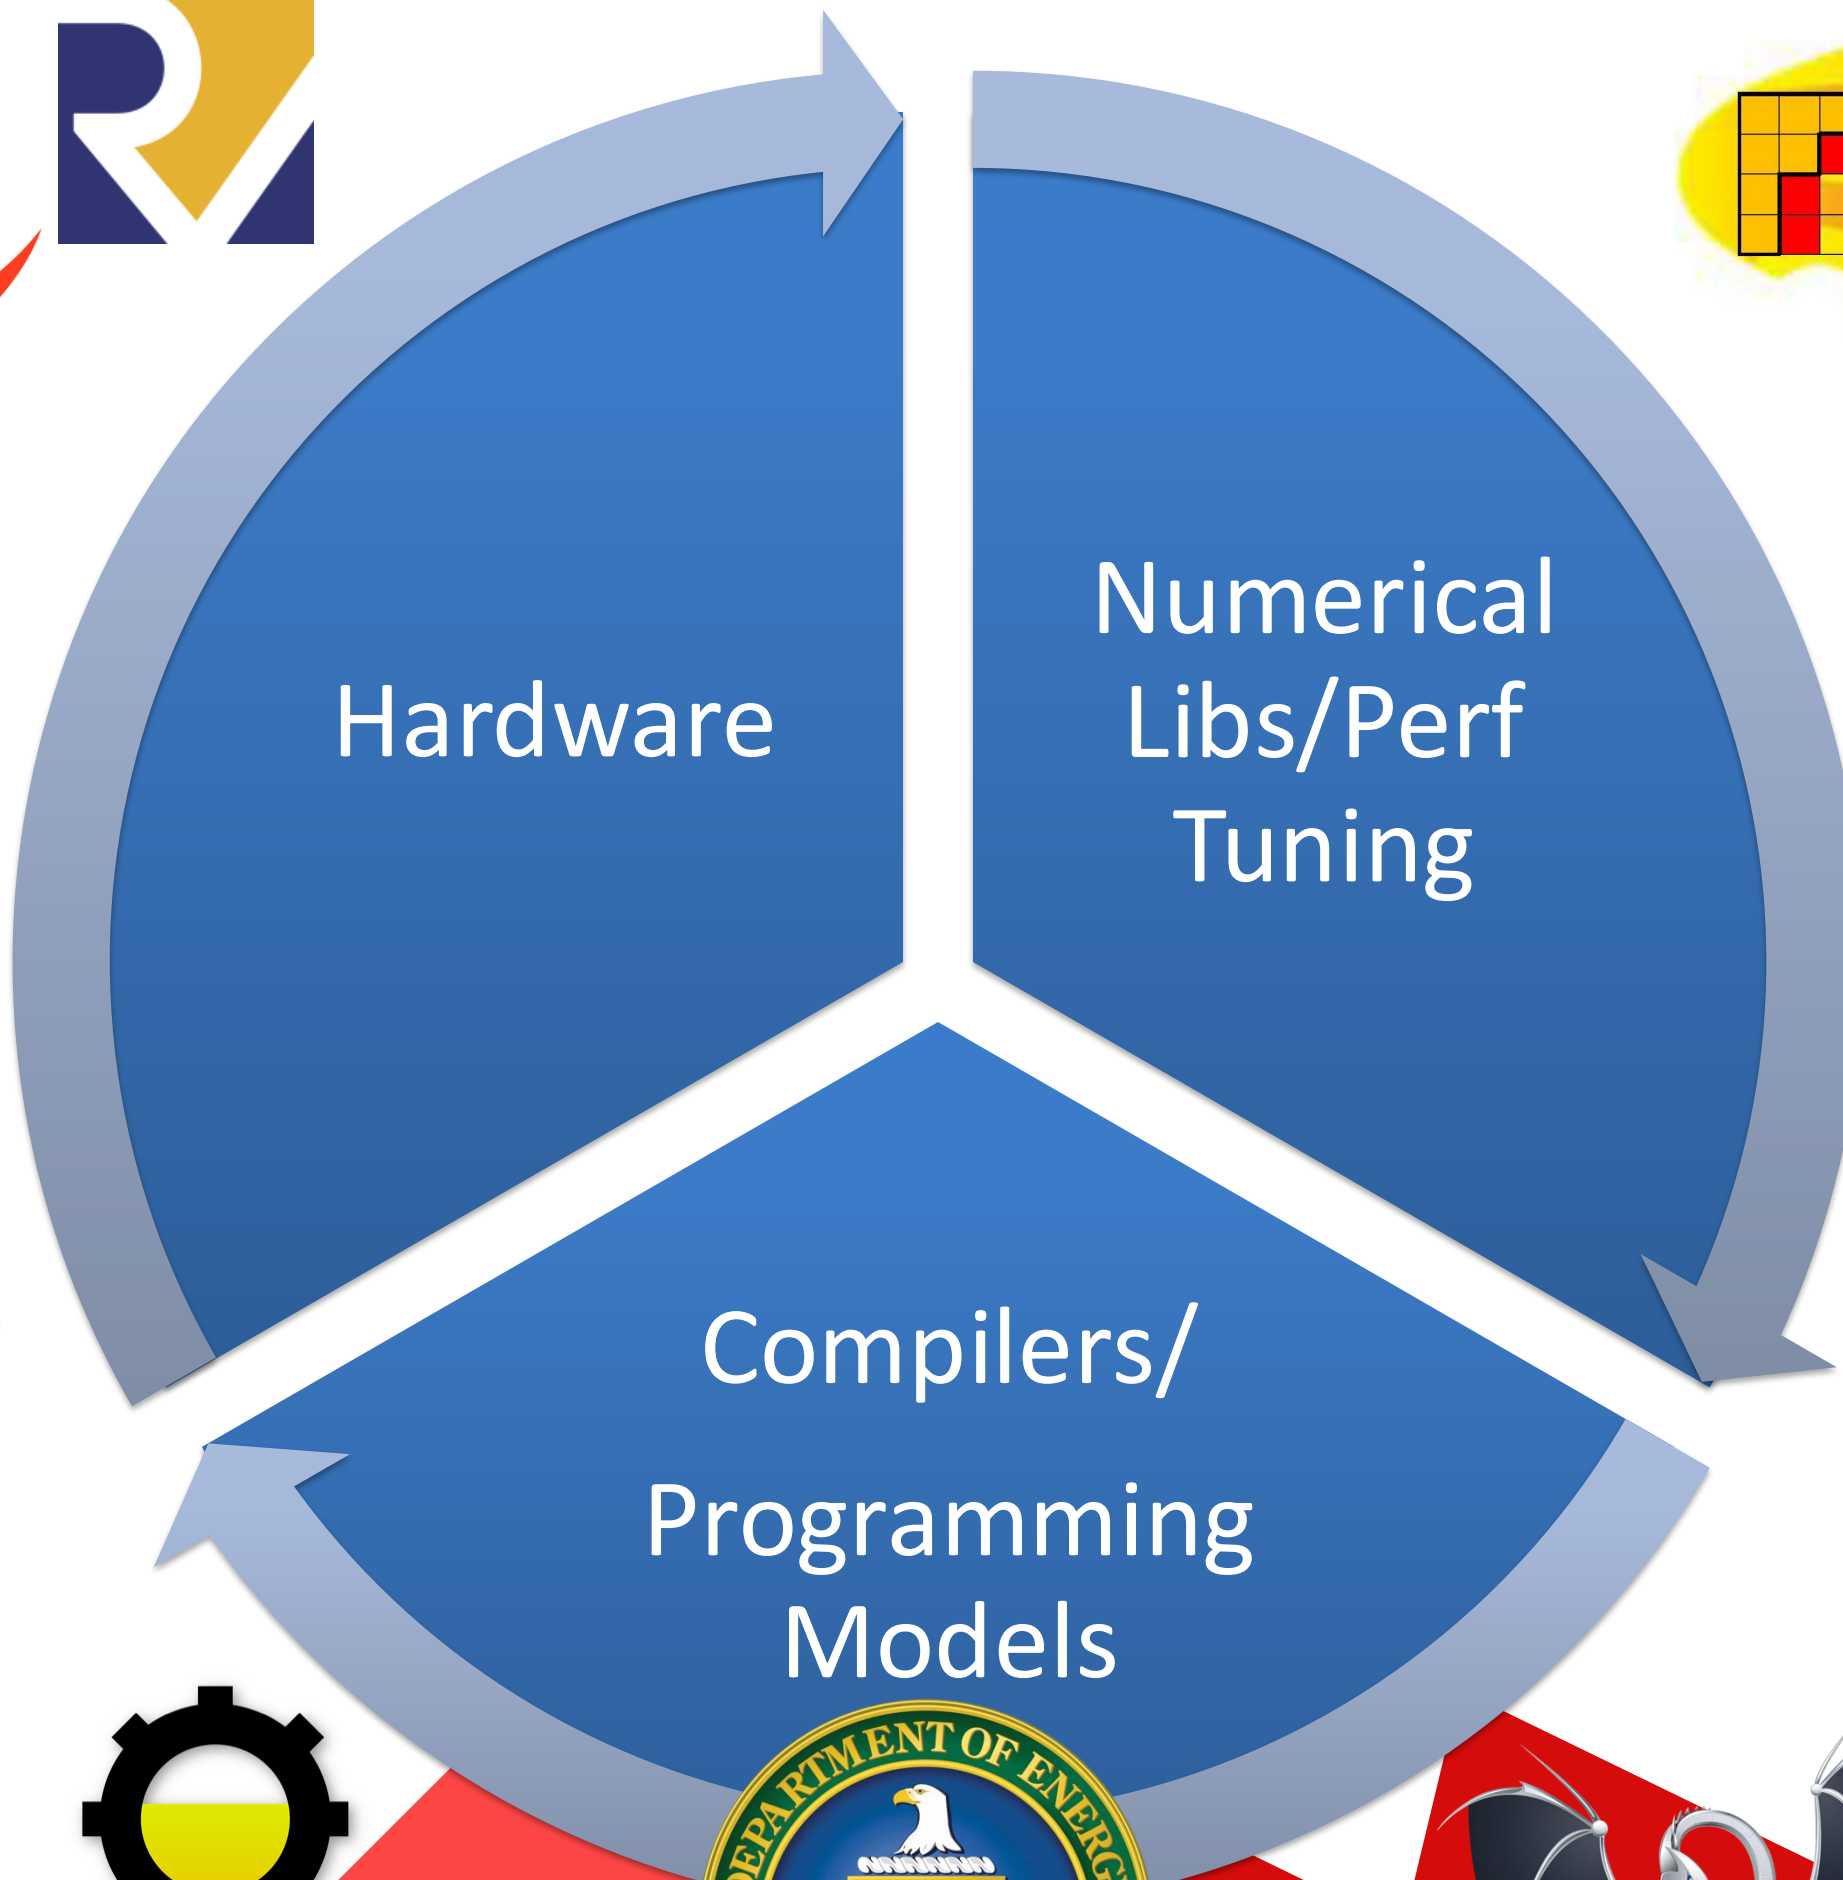 Hardware
Numerical
Libs/Perf
Tuning
Compilers/
Programming
Models
DEPARTMENT OF ENERG